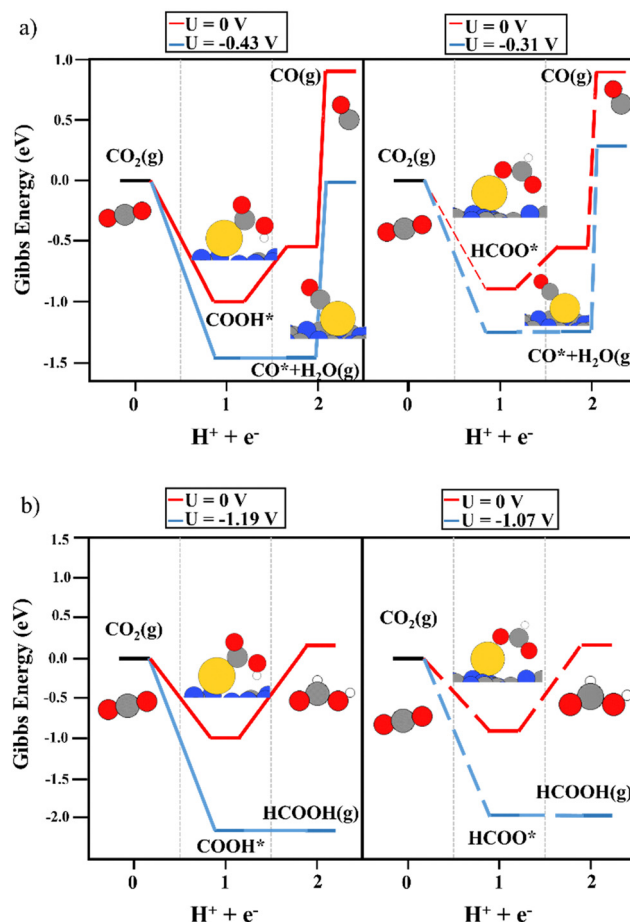 a)
U = 0 V
U = -0.43 V
U = 0 V
U = -0.31 V
Gibbs Energy (eV)
1.0
0.5
0.0
-0.5
-1.0
-1.5
CO2(g)
COOH*
CO(g)
CO*+H2O(g)
CO2(g)
HCOO*
CO(g)
CO*+H2O(g)
0
1
2
0
1
2
H+ + e-
H+ + e-
b)
U = 0 V
U = -1.19 V
U = 0 V
U = -1.07 V
Gibbs Energy (eV)
1.5
1.0
0.5
0.0
-0.5
-1.0
-1.5
-2.0
CO2(g)
HCOOH(g)
COOH*
CO2(g)
HCOOH(g)
HCOO*
0
1
2
0
1
2
H+ + e-
H+ + e-